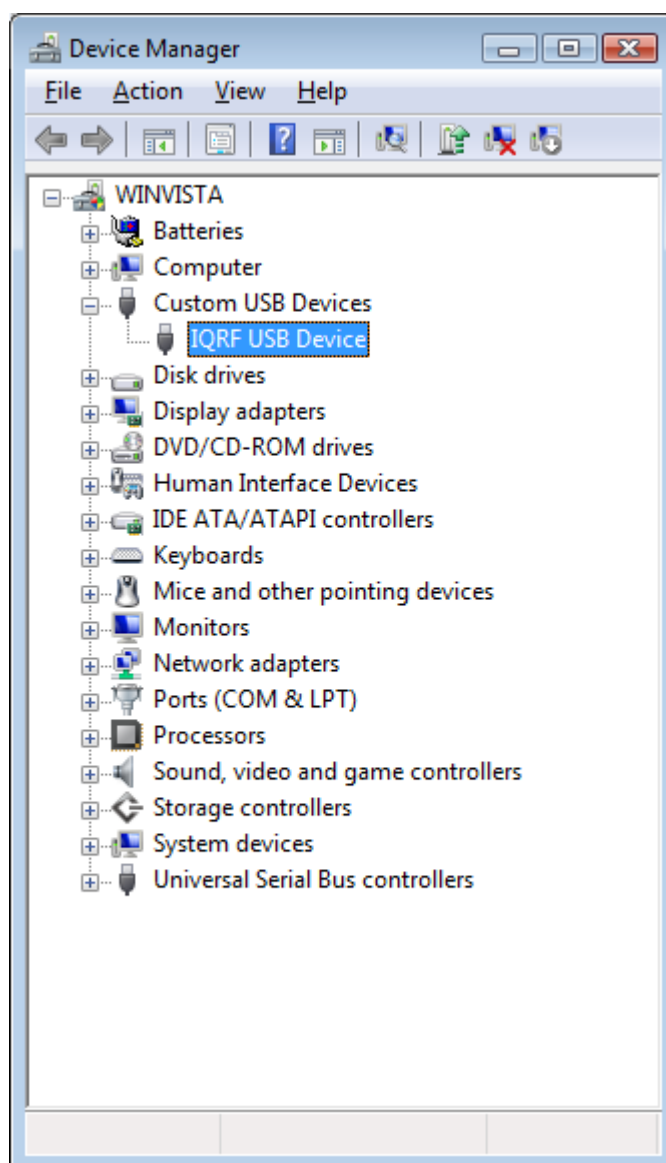 Device Manager
File Action View Help
WINVISTA
Batteries
Computer
Custom USB Devices
IQRF USB Device
Disk drives
Display adapters
DVD/CD-ROM drives
Human Interface Devices
IDE ATA/ATAPI controllers
Keyboards
Mice and other pointing devices
Monitors
Network adapters
Ports (COM & LPT)
Processors
Sound, video and game controllers
Storage controllers
System devices
Universal Serial Bus controllers